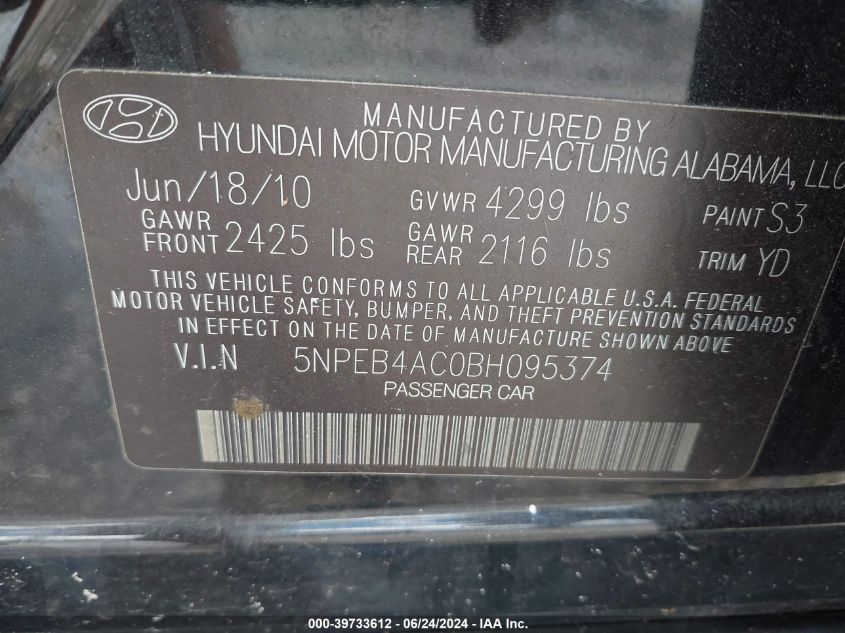 MANUFACTURED BY
HYUNDAI MOTOR MANUFACTURING ALABAMA, LLC
Jun/18/10 GVWR 4299 lbs PAINT S3
GAWR FRONT 2425 lbs GAWR REAR 2116 lbs TRIM YD
THIS VEHICLE CONFORMS TO ALL APPLICABLE U.S.A. FEDERAL
MOTOR VEHICLE SAFETY, BUMPER, AND THEFT PREVENTION STANDARDS
IN EFFECT ON THE DATE OF MANUFACTURE SHOWN ABOVE.
V.I.N 5NPEB4AC0BH095374
PASSENGER CAR
000-39733612 - 06/24/2024 - IAA Inc.